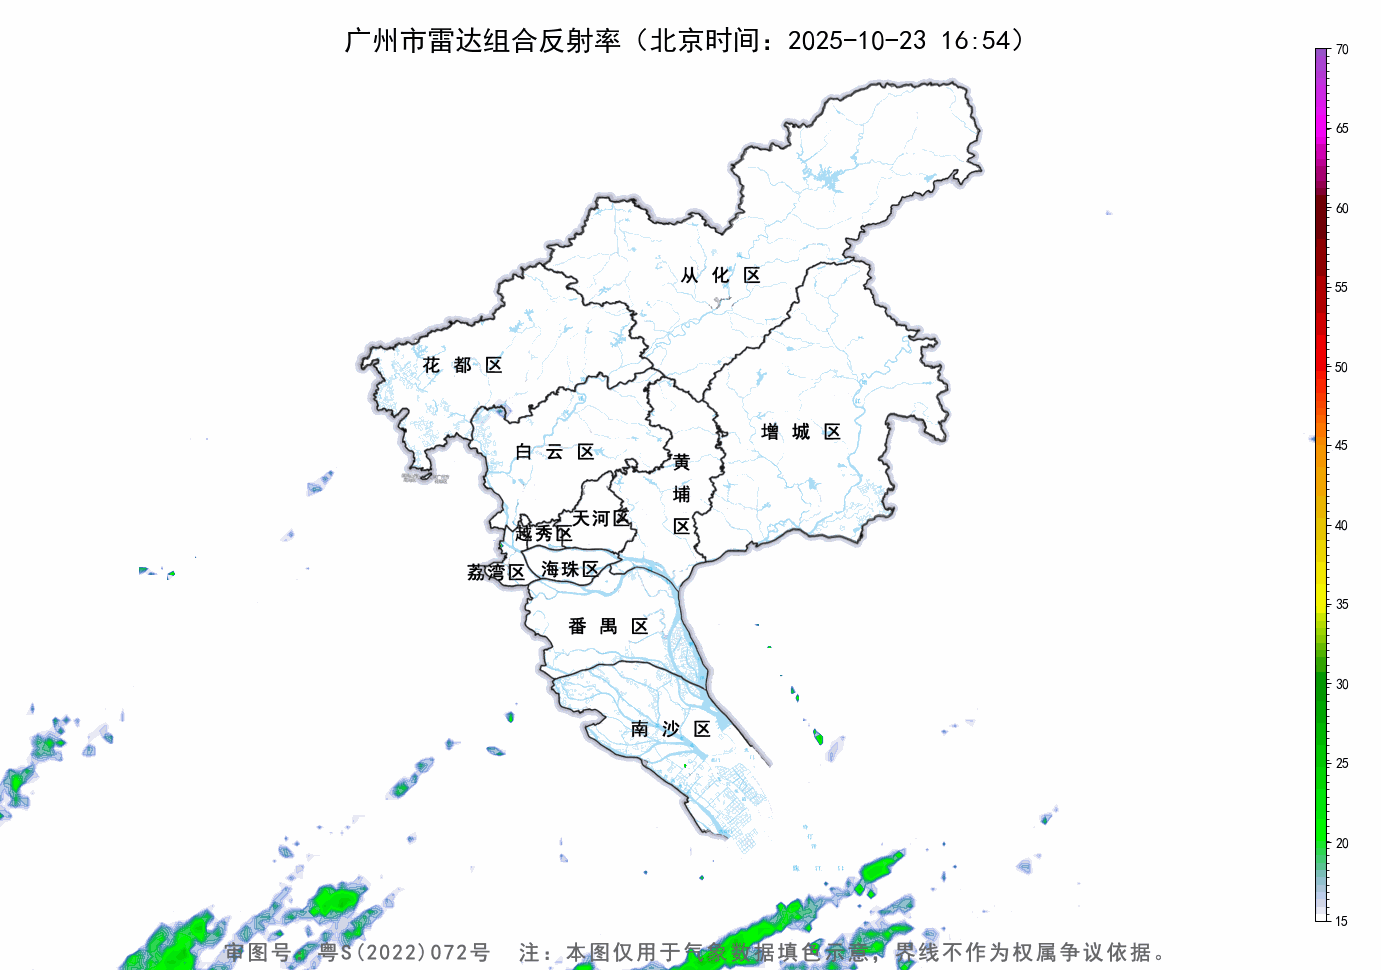 广州市雷达组合反射率（北京时间：2025-10-23 16:54）
70
65
60
55
50
45
40
35
30
25
20
15
从化区
花都区
增城区
白云区
黄埔区
天河区
越秀区
荔湾区
海珠区
番禺区
南沙区
审图号：粤S(2022)072号 注：本图仅用于气象数据填色示意，界线不作为权属争议依据。